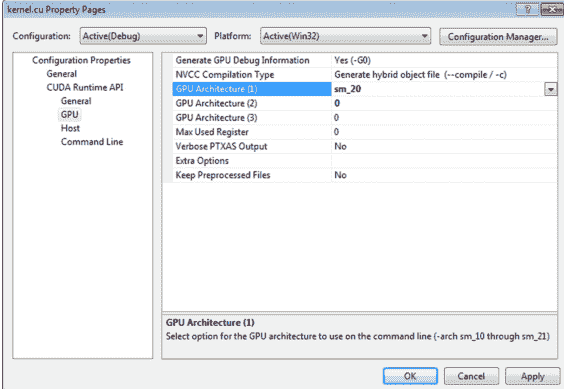 kernel.cu Property Pages
Configuration: Active(Debug) Platform: Active(Win32) Configuration Manager...
Configuration Properties
General
CUDA Runtime API
General
GPU
Host
Command Line
Generate GPU Debug Information Yes (-G0)
NVCC Compilation Type Generate hybrid object file (--compile / -c)
GPU Architecture (1) sm_20
GPU Architecture (2) 0
GPU Architecture (3) 0
Max Used Register 0
Verbose PTXAS Output No
Extra Options
Keep Preprocessed Files No
GPU Architecture (1)
Select option for the GPU architecture to use on the command line (-arch sm_10 through sm_21)
OK Cancel Apply